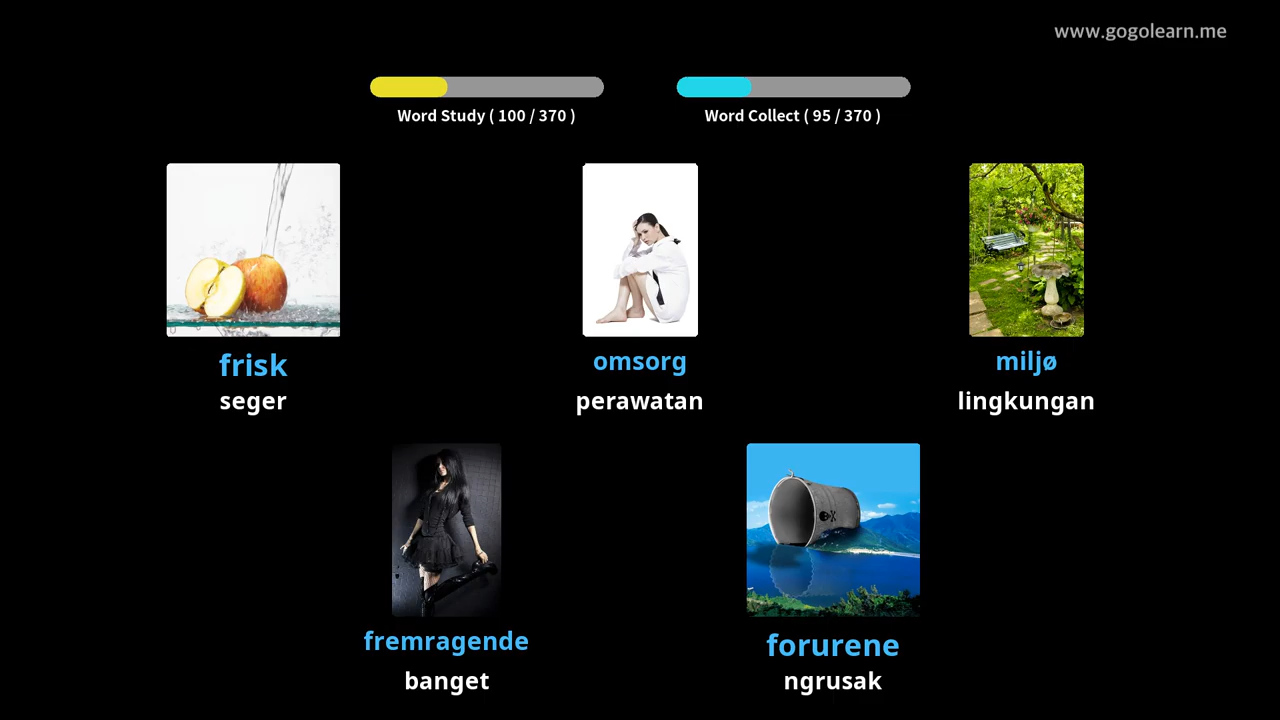 www.gogolearn.me
Word Study ( 100 / 370 )
Word Collect ( 95 / 370 )
frisk
seger
omsorg
perawatan
miljø
lingkungan
fremragende
banget
forurene
ngrusak